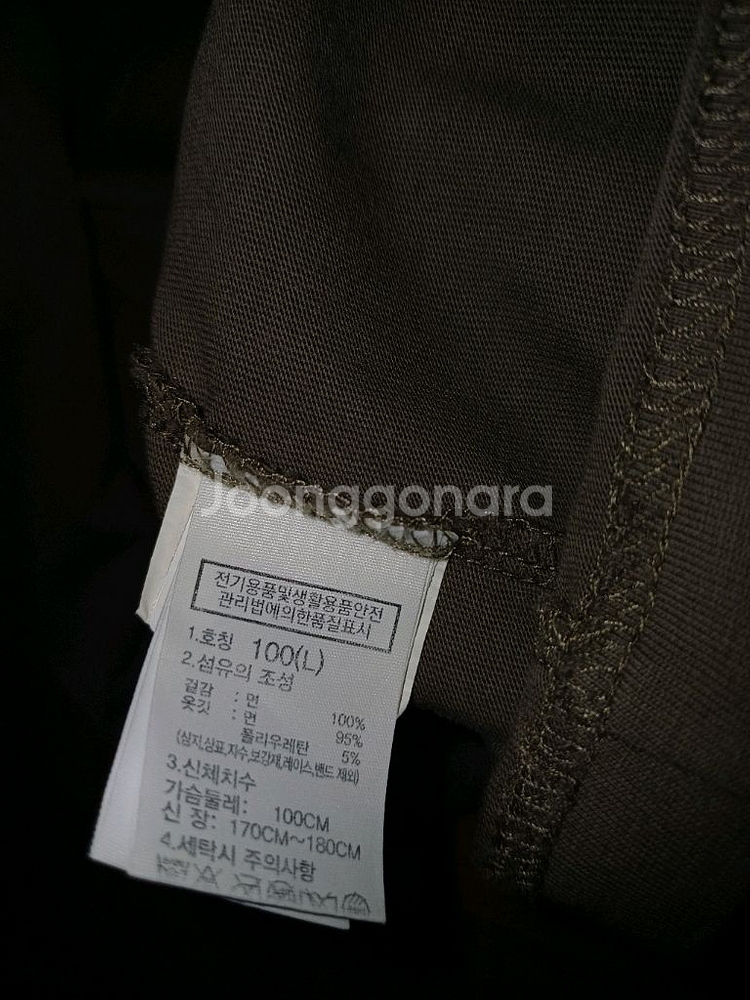 Joonggonara
전기용품및생활용품안전
관리법에의한품질표시
1.호칭 100(L)
2.섬유의 조성
겉감 : 면 100%
옷깃 : 면 95%
폴리우레탄 5%
(심지,상표,자수,보강재,레이스,밴드 제외)
3.신체치수
가슴둘레: 100CM
신 장: 170CM~180CM
4.세탁시 주의사항